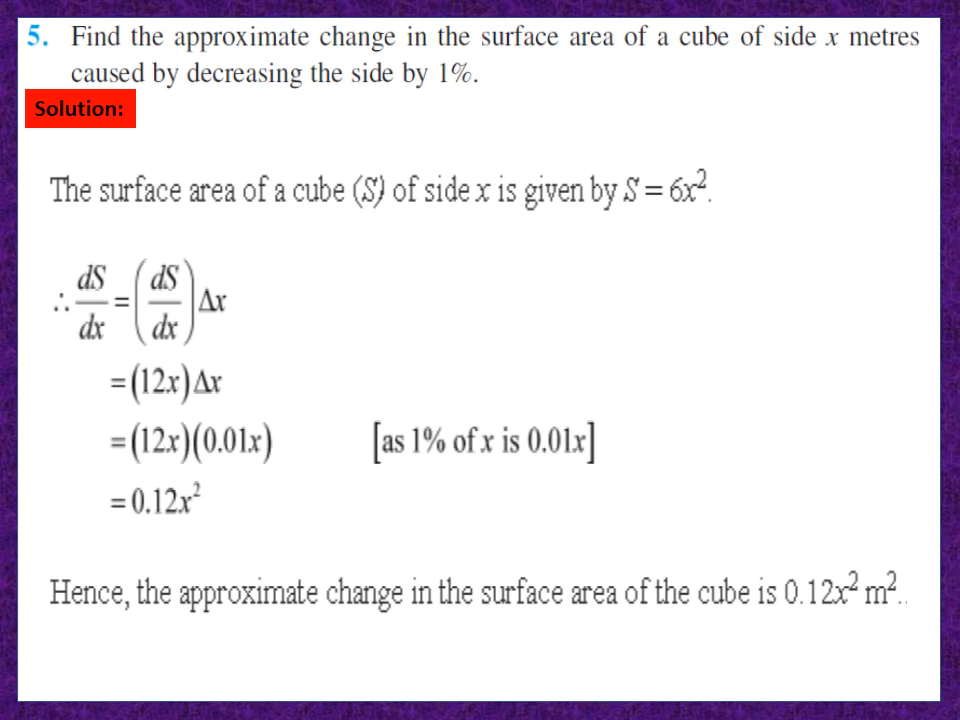 5. Find the approximate change in the surface area of a cube of side x metres
caused by decreasing the side by 1%.
Solution:
The surface area of a cube (S) of side x is given by S = 6x².
∴ dS/dx = (dS/dx) Δx
= (12x) Δx
= (12x)(0.01x) [as 1% of x is 0.01x]
= 0.12x²
Hence, the approximate change in the surface area of the cube is 0.12x² m²..